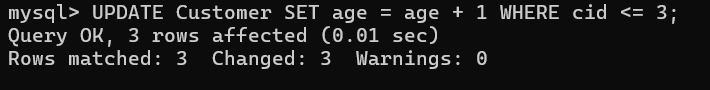 mysql> UPDATE Customer SET age = age + 1 WHERE cid <= 3;
Query OK, 3 rows affected (0.01 sec)
Rows matched: 3  Changed: 3  Warnings: 0